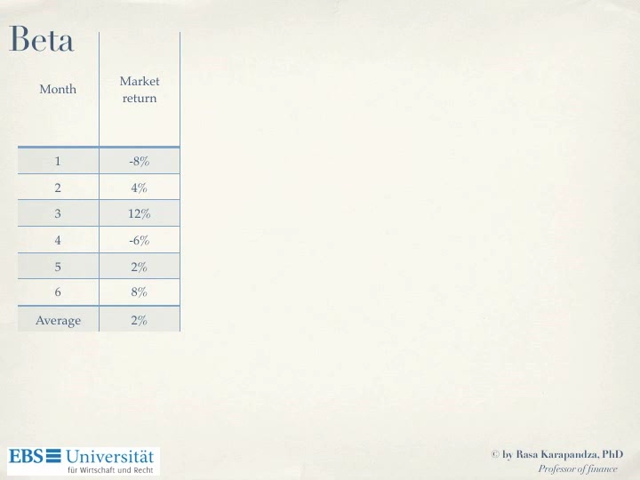 Beta
Month Market return
1 -8%
2 4%
3 12%
4 -6%
5 2%
6 8%
Average 2%
EBS Universität
für Wirtschaft und Recht
© by Rasa Karapandza, PhD
Professor of finance